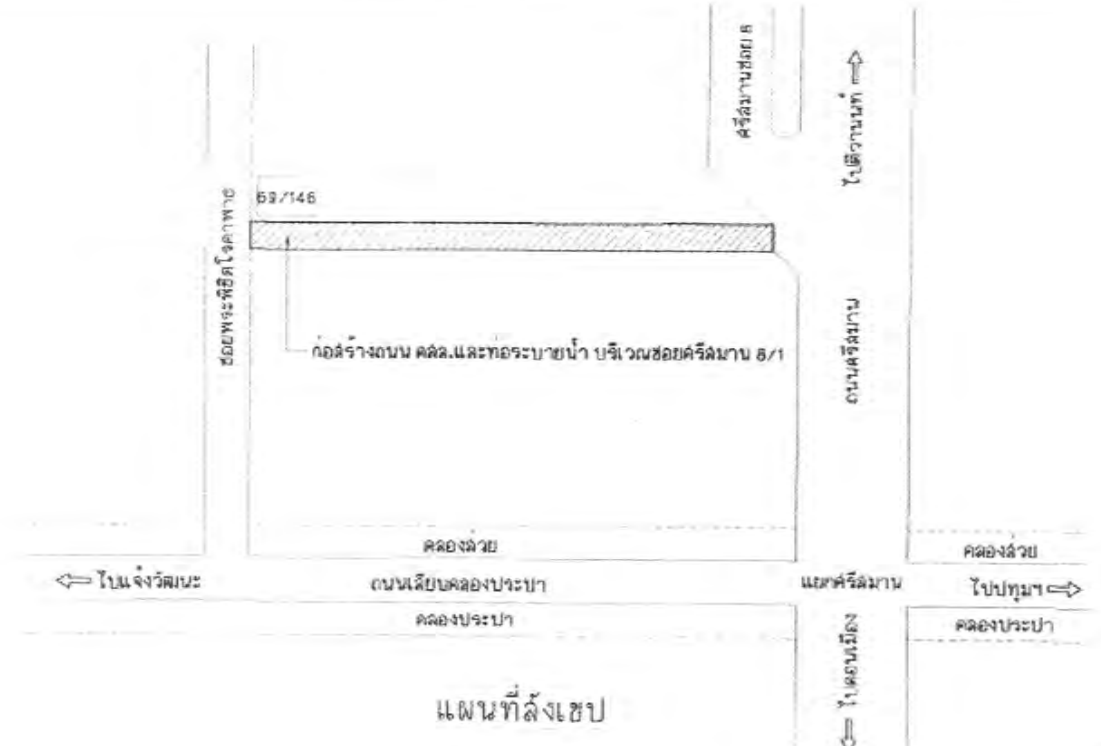 ศรีสมานซอย 8
ไปติวานนท์
69/146
ซอยพระพิชิตโรคาพาธ
ก่อสร้างถนน คสล.และท่อระบายน้ำ บริเวณซอยศรีสมาน 8/1
ถนนศรีสมาน
คลองส่วย
คลองส่วย
ไปแจ้งวัฒนะ
ถนนเลียบคลองประปา
แยกศรีสมาน
ไปปทุมฯ
คลองประปา
คลองประปา
ไปดอนเมือง
แผนที่สังเขป